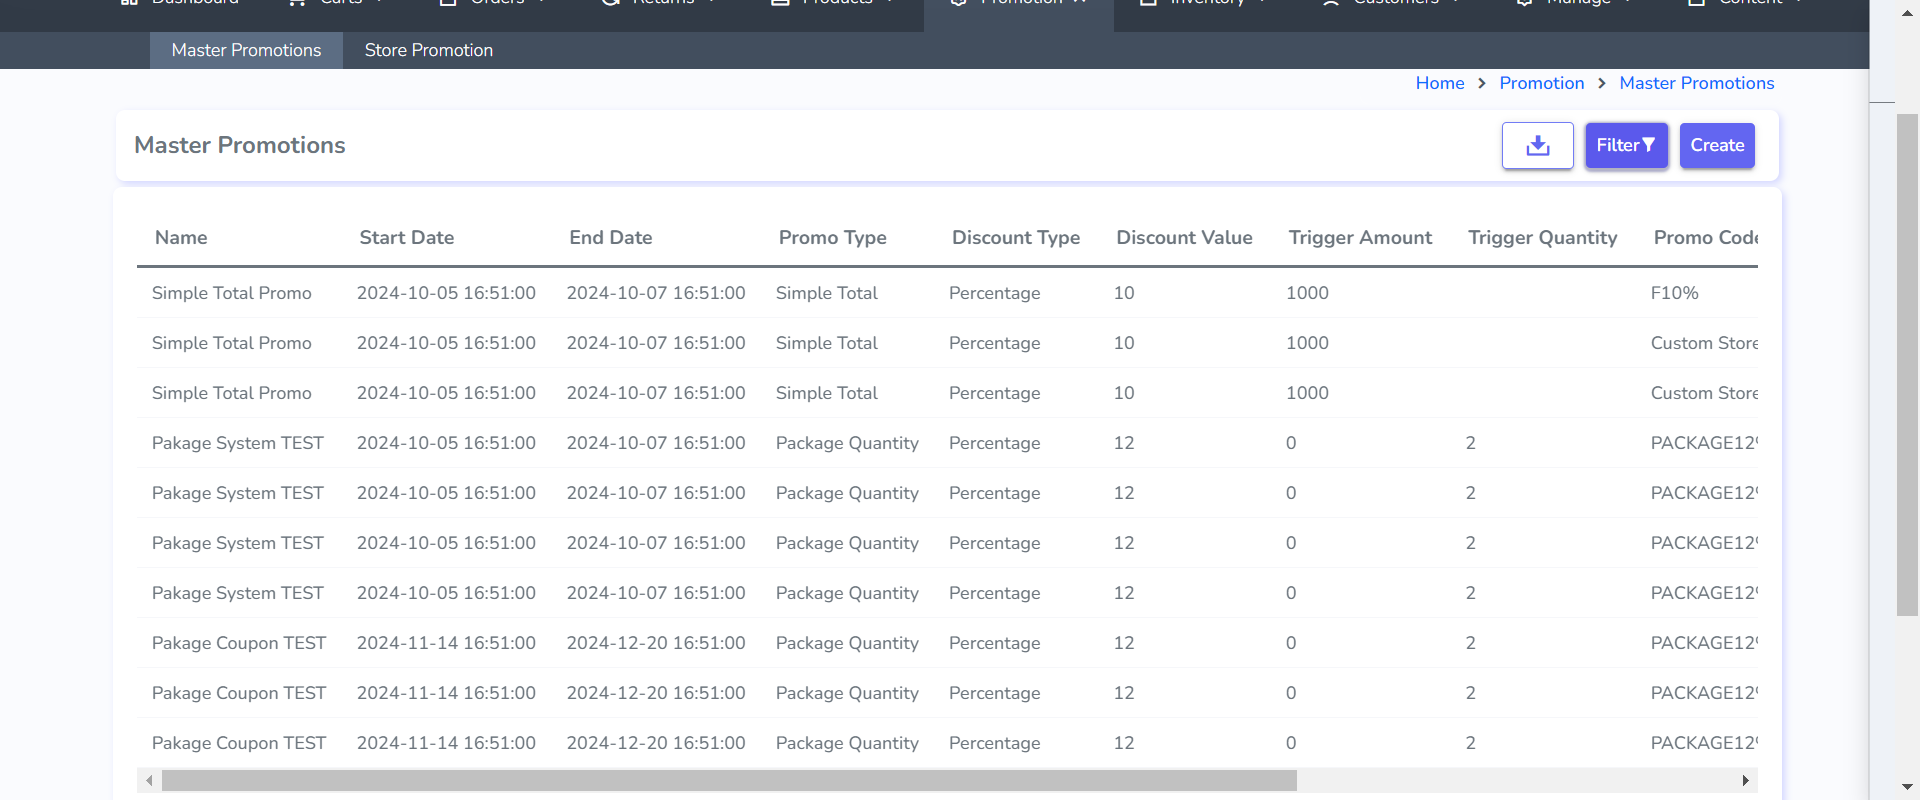 Dashboard Carts Orders Returns Products Promotion Inventory Customers Manage Content
Master Promotions Store Promotion
Home > Promotion > Master Promotions
Master Promotions Filter Create
Name Start Date End Date Promo Type Discount Type Discount Value Trigger Amount Trigger Quantity Promo Code
Simple Total Promo 2024-10-05 16:51:00 2024-10-07 16:51:00 Simple Total Percentage 10 1000 F10%
Simple Total Promo 2024-10-05 16:51:00 2024-10-07 16:51:00 Simple Total Percentage 10 1000 Custom Store
Simple Total Promo 2024-10-05 16:51:00 2024-10-07 16:51:00 Simple Total Percentage 10 1000 Custom Store
Pakage System TEST 2024-10-05 16:51:00 2024-10-07 16:51:00 Package Quantity Percentage 12 0 2 PACKAGE12%
Pakage System TEST 2024-10-05 16:51:00 2024-10-07 16:51:00 Package Quantity Percentage 12 0 2 PACKAGE12%
Pakage System TEST 2024-10-05 16:51:00 2024-10-07 16:51:00 Package Quantity Percentage 12 0 2 PACKAGE12%
Pakage System TEST 2024-10-05 16:51:00 2024-10-07 16:51:00 Package Quantity Percentage 12 0 2 PACKAGE12%
Pakage Coupon TEST 2024-11-14 16:51:00 2024-12-20 16:51:00 Package Quantity Percentage 12 0 2 PACKAGE12%
Pakage Coupon TEST 2024-11-14 16:51:00 2024-12-20 16:51:00 Package Quantity Percentage 12 0 2 PACKAGE12%
Pakage Coupon TEST 2024-11-14 16:51:00 2024-12-20 16:51:00 Package Quantity Percentage 12 0 2 PACKAGE12%